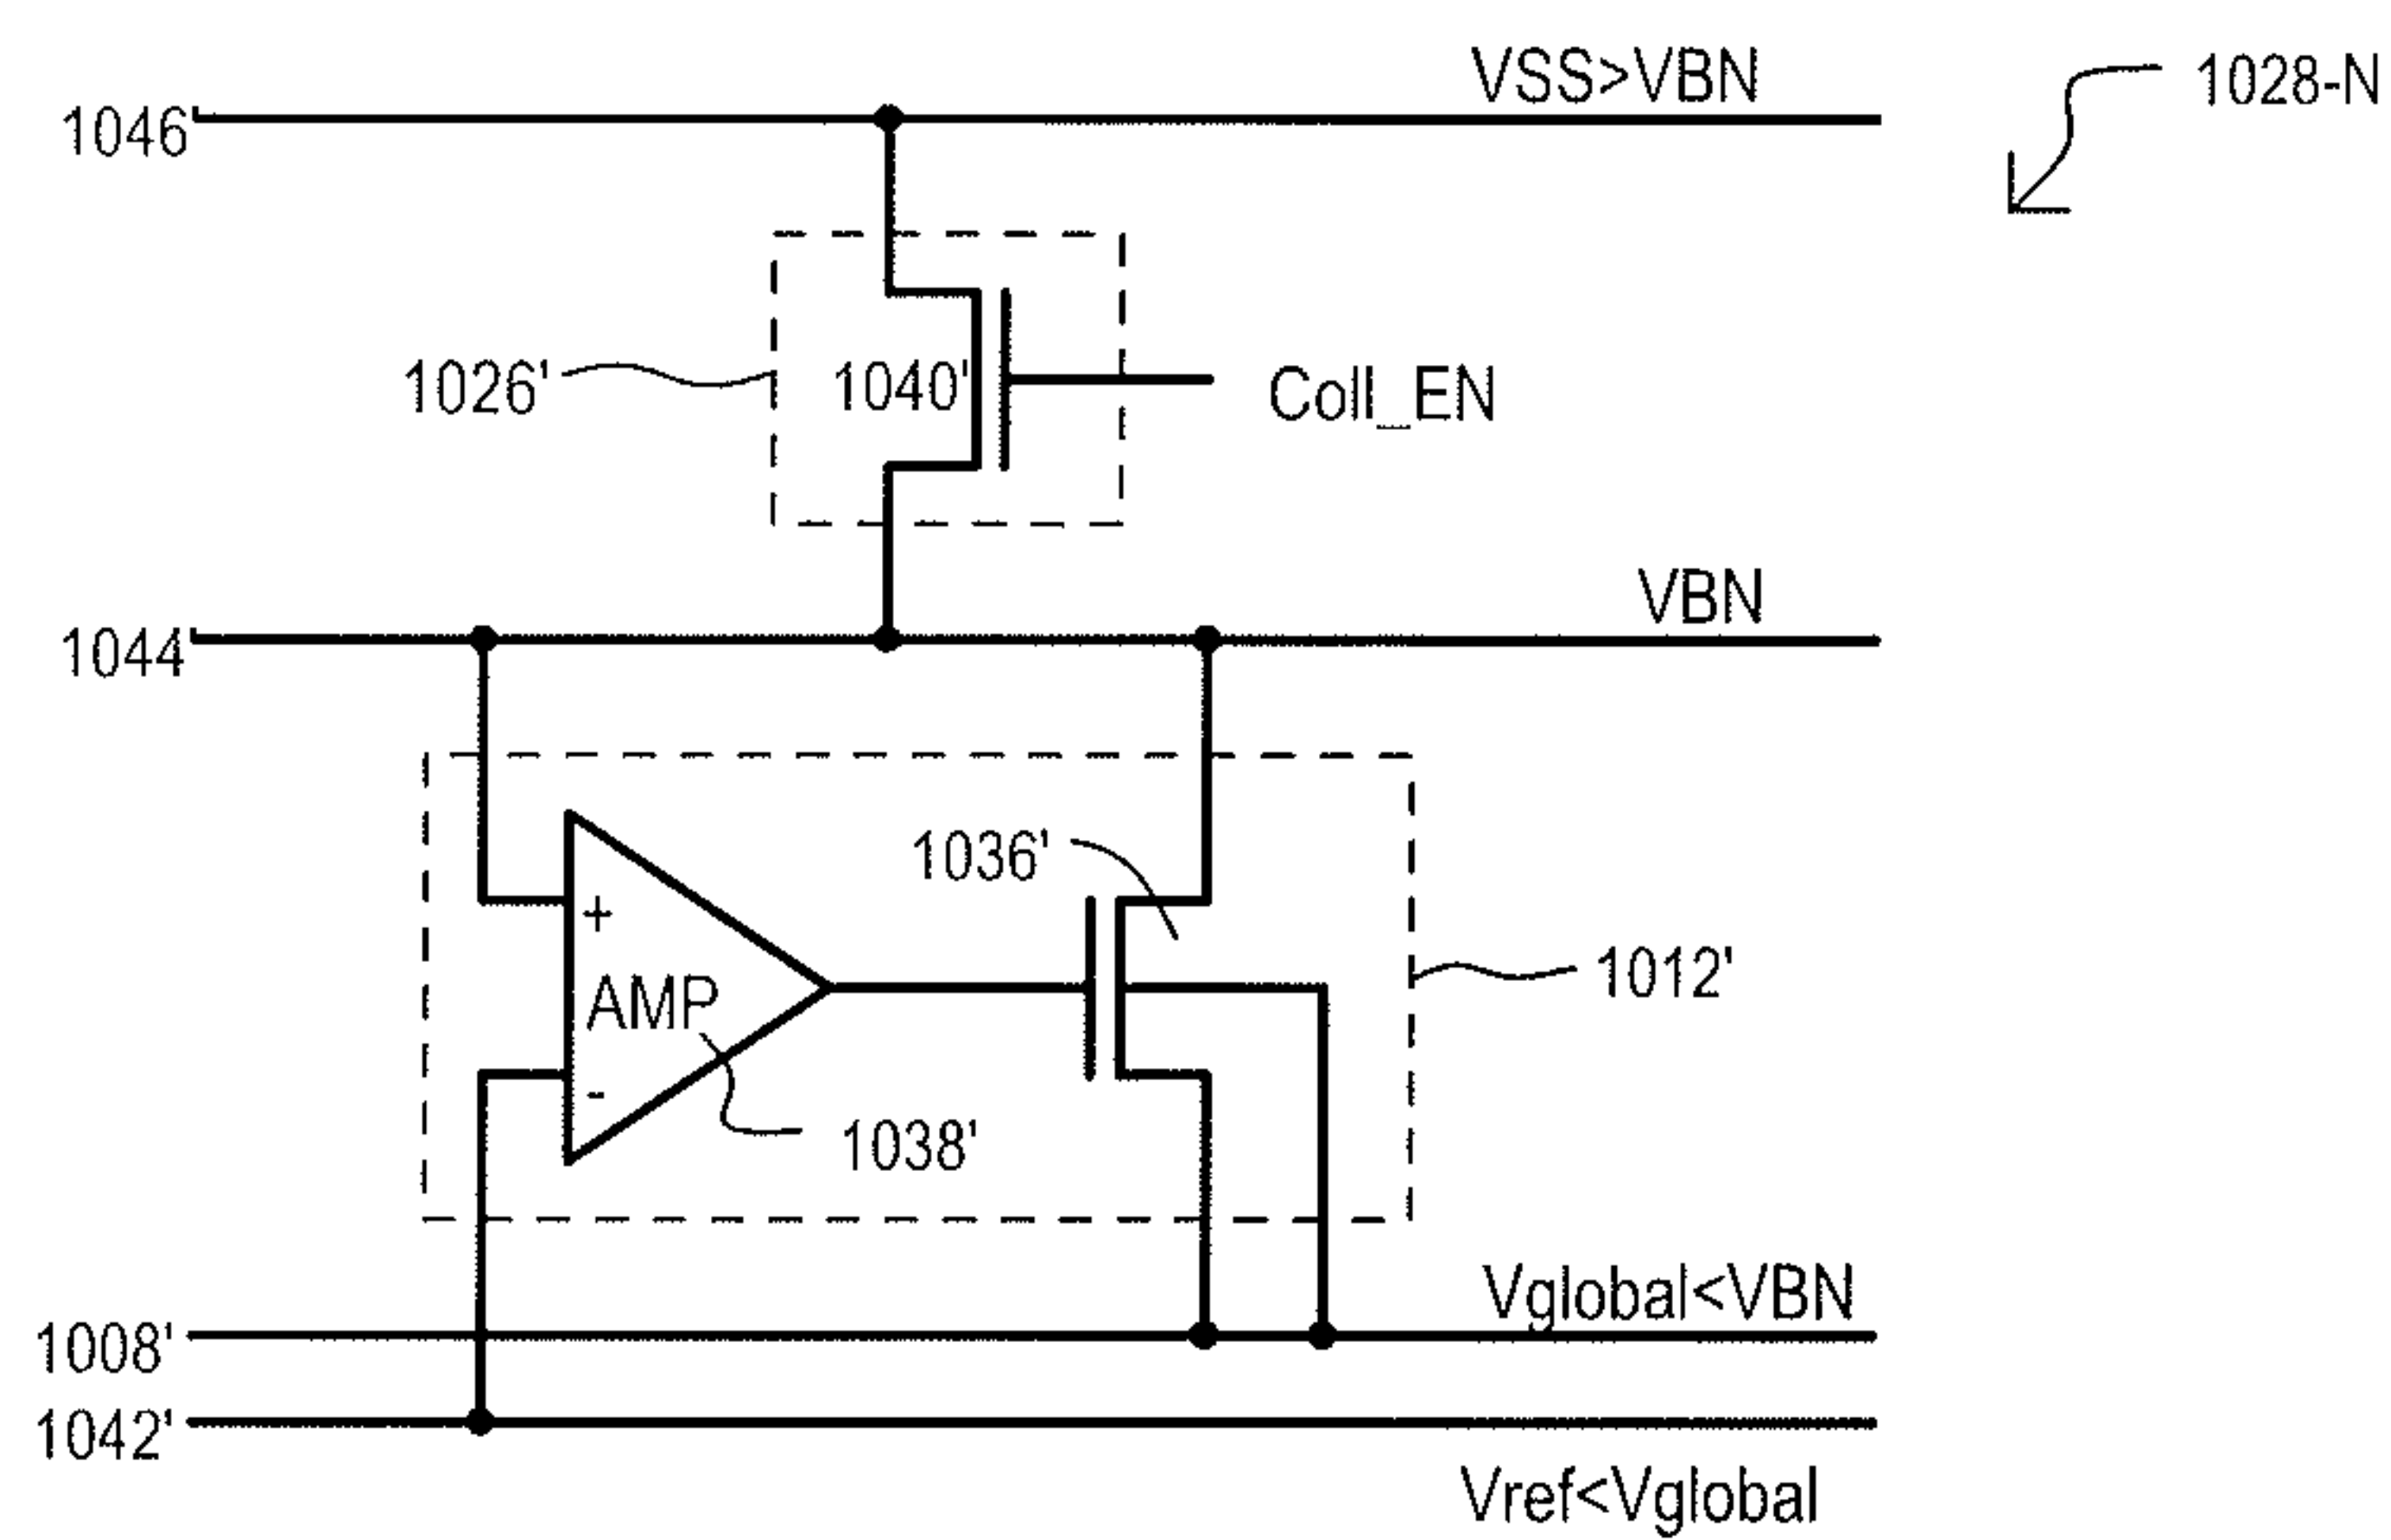 VSS>VBN
1028-N
1046'
1026'
1040'
Coll_EN
VBN
1044'
1036'
+
AMP
-
1012'
1038'
Vglobal<VBN
1008'
1042'
Vref<Vglobal